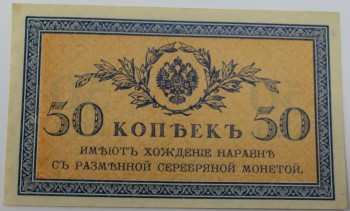 50 КОПѢЕКЪ 50
ИМѢЮТЪ ХОЖДЕНІЕ НАРАВНѢ
СЪ РАЗМѢННОЙ СЕРЕБРЯНОЙ МОНЕТОЙ.